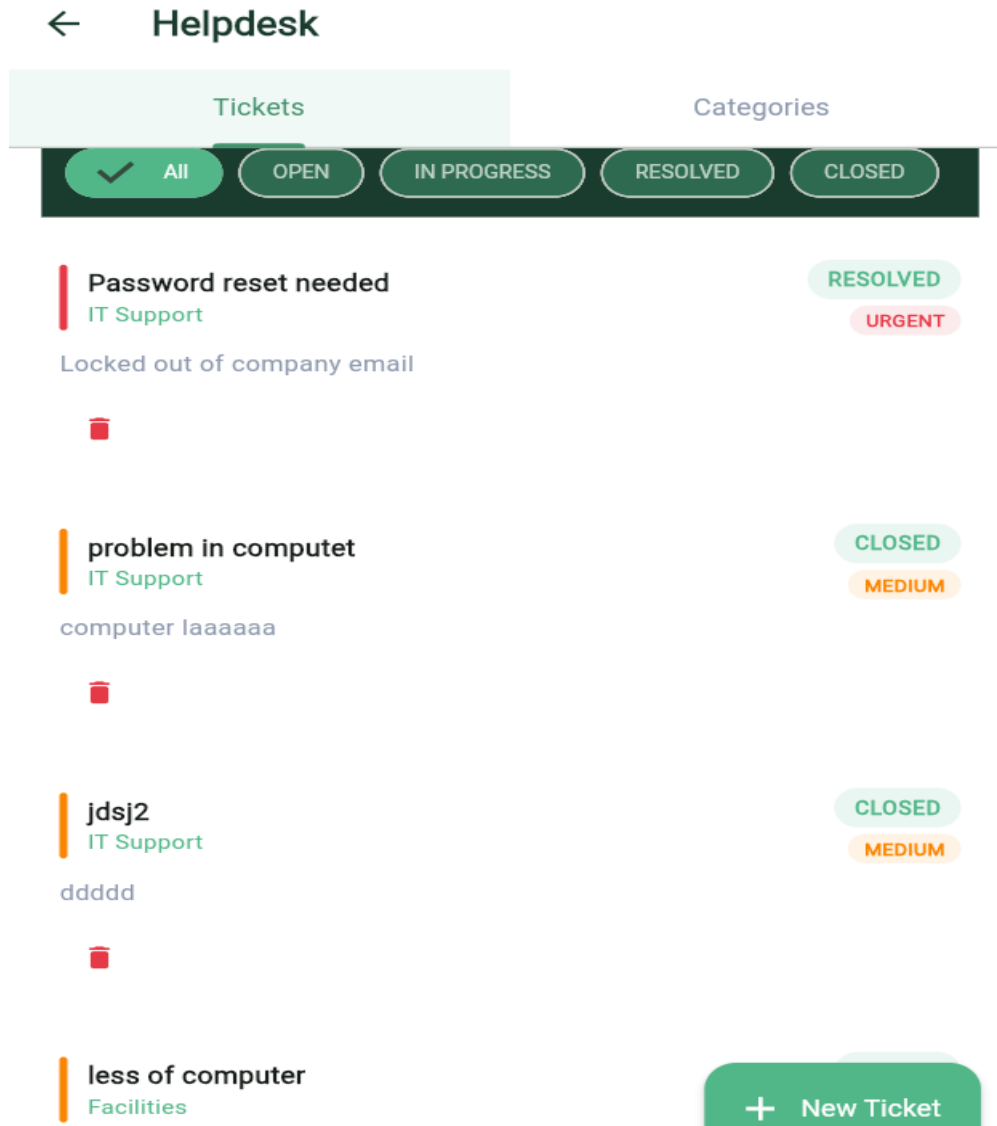 Helpdesk
Tickets Categories
All OPEN IN PROGRESS RESOLVED CLOSED
Password reset needed RESOLVED
IT Support URGENT
Locked out of company email
problem in computet CLOSED
IT Support MEDIUM
computer laaaaaa
jdsj2 CLOSED
IT Support MEDIUM
ddddd
less of computer
Facilities
+ New Ticket